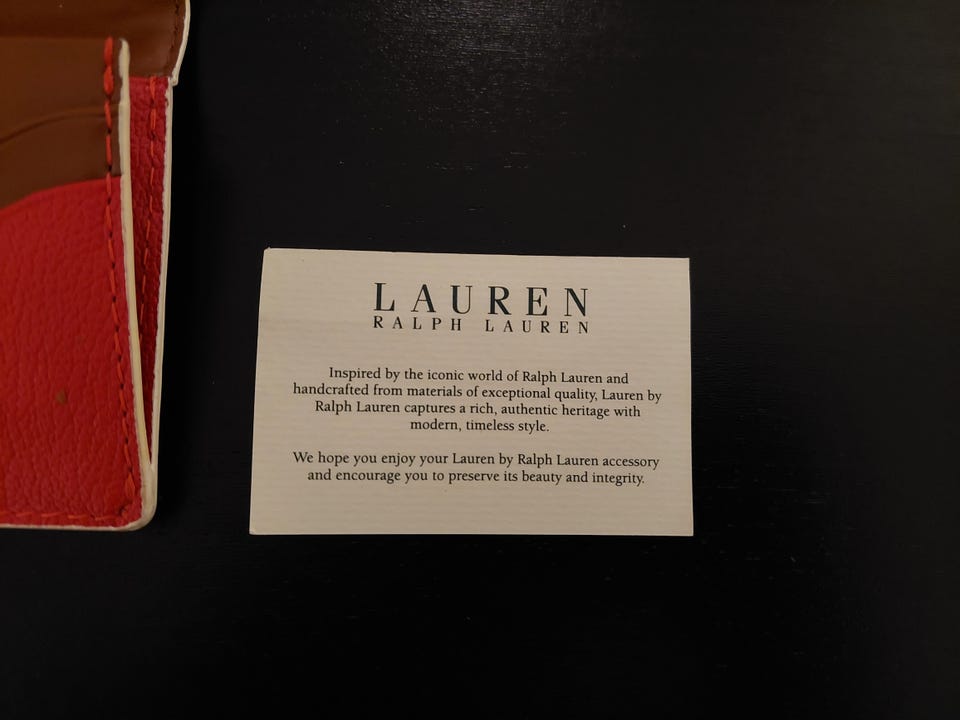 LAUREN
RALPH LAUREN
Inspired by the iconic world of Ralph Lauren and
handcrafted from materials of exceptional quality, Lauren by
Ralph Lauren captures a rich, authentic heritage with
modern, timeless style.
We hope you enjoy your Lauren by Ralph Lauren accessory
and encourage you to preserve its beauty and integrity.